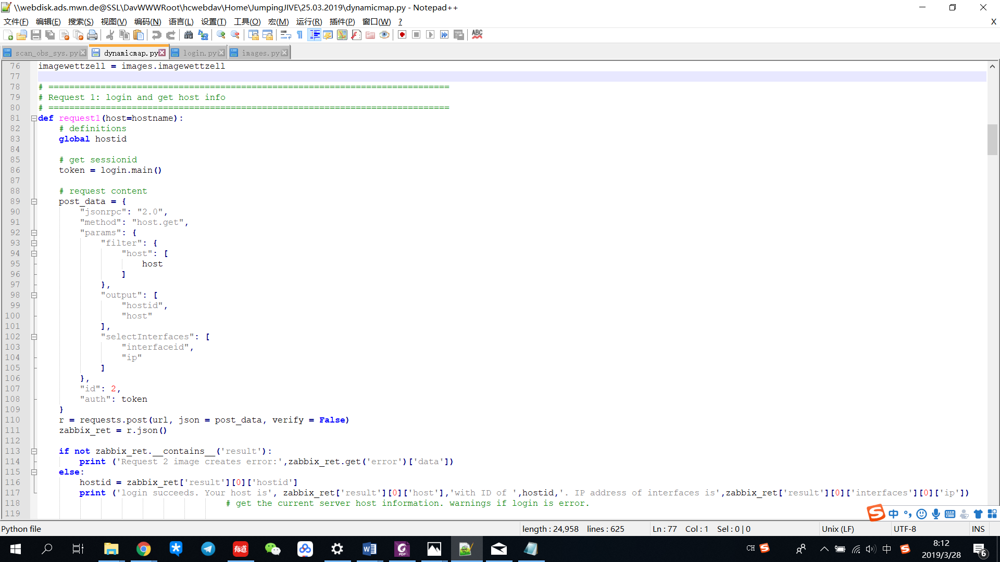 \\webdisk.ads.mwn.de@SSL\DavWWWRoot\hcwebdav\Home\JumpingJIVE\25.03.2019\dynamicmap.py - Notepad++
文件(F) 编辑(E) 搜索(S) 视图(V) 编码(N) 语言(L) 设置(T) 工具(O) 宏(M) 运行(R) 插件(P) 窗口(W) ? X
ABC
scan_obs_sys.py dynamicmap.py login.py images.py
76 imagewettzell = images.imagewettzell
77
78 # =============================================================================
79 # Request 1: login and get host info
80 # =============================================================================
81 def request1(host=hostname):
82 # definitions
83 global hostid
84
85 # get sessionid
86 token = login.main()
87
88 # request content
89 post_data = {
90 "jsonrpc": "2.0",
91 "method": "host.get",
92 "params": {
93 "filter": {
94 "host": [
95 host
96 ]
97 },
98 "output": [
99 "hostid",
100 "host"
101 ],
102 "selectInterfaces": [
103 "interfaceid",
104 "ip"
105 ]
106 },
107 "id": 2,
108 "auth": token
109 }
110 r = requests.post(url, json = post_data, verify = False)
111 zabbix_ret = r.json()
112
113 if not zabbix_ret.__contains__('result'):
114 print ('Request 2 image creates error:',zabbix_ret.get('error')['data'])
115 else:
116 hostid = zabbix_ret['result'][0]['hostid']
117 print ('login succeeds. Your host is', zabbix_ret['result'][0]['host'],'with ID of ',hostid,'. IP address of interfaces is',zabbix_ret['result'][0]['interfaces'][0]['ip'])
118 # get the current server host information. warnings if login is error.
119
S 中
Python file length : 24,958 lines : 625 Ln : 77 Col : 1 Sel : 0 | 0 Unix (LF) UTF-8 INS
有道 W G PDF CH S 中 S 8:12
2019/3/28 6